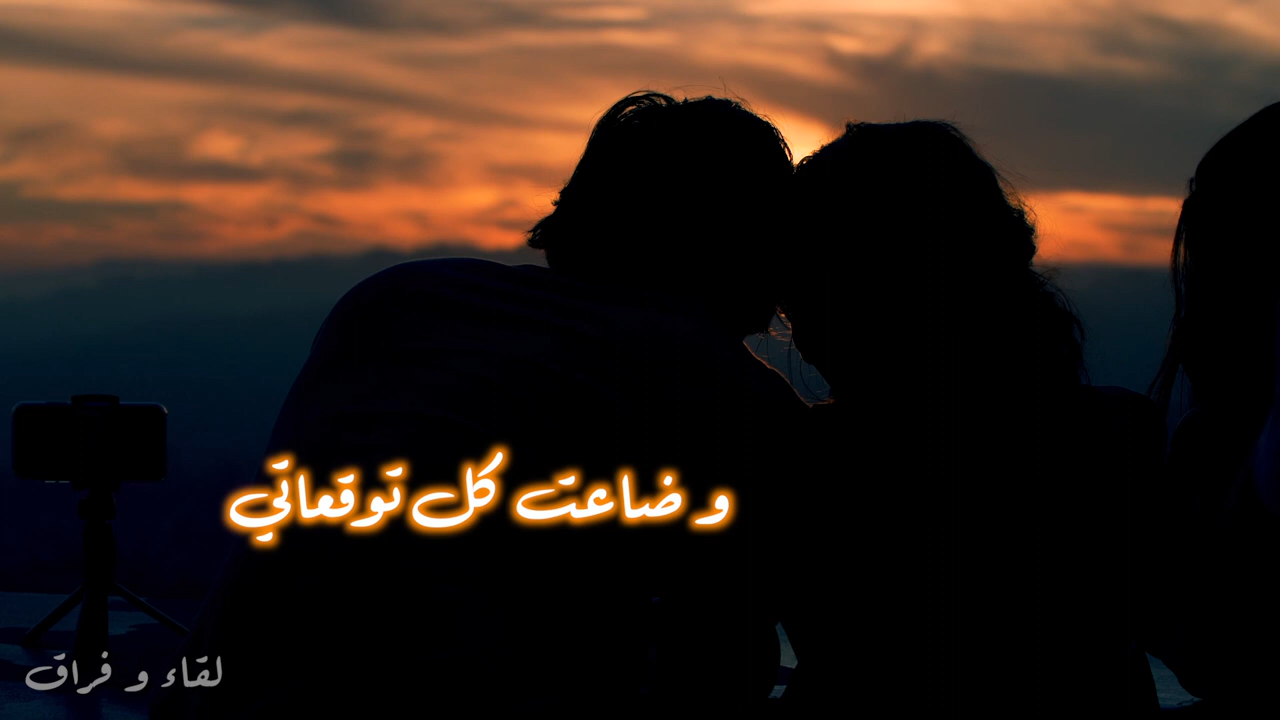 و ضاعت كل توقعاتي
لقاء و فراق